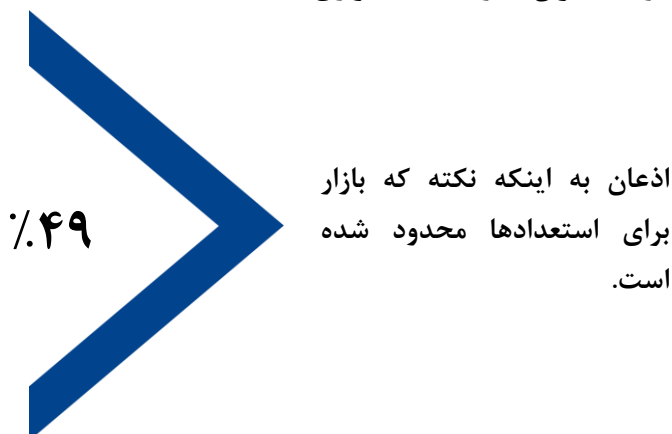 اذعان به اینکه نکته که بازار
برای استعدادها محدود شده
است.
٪۴۹